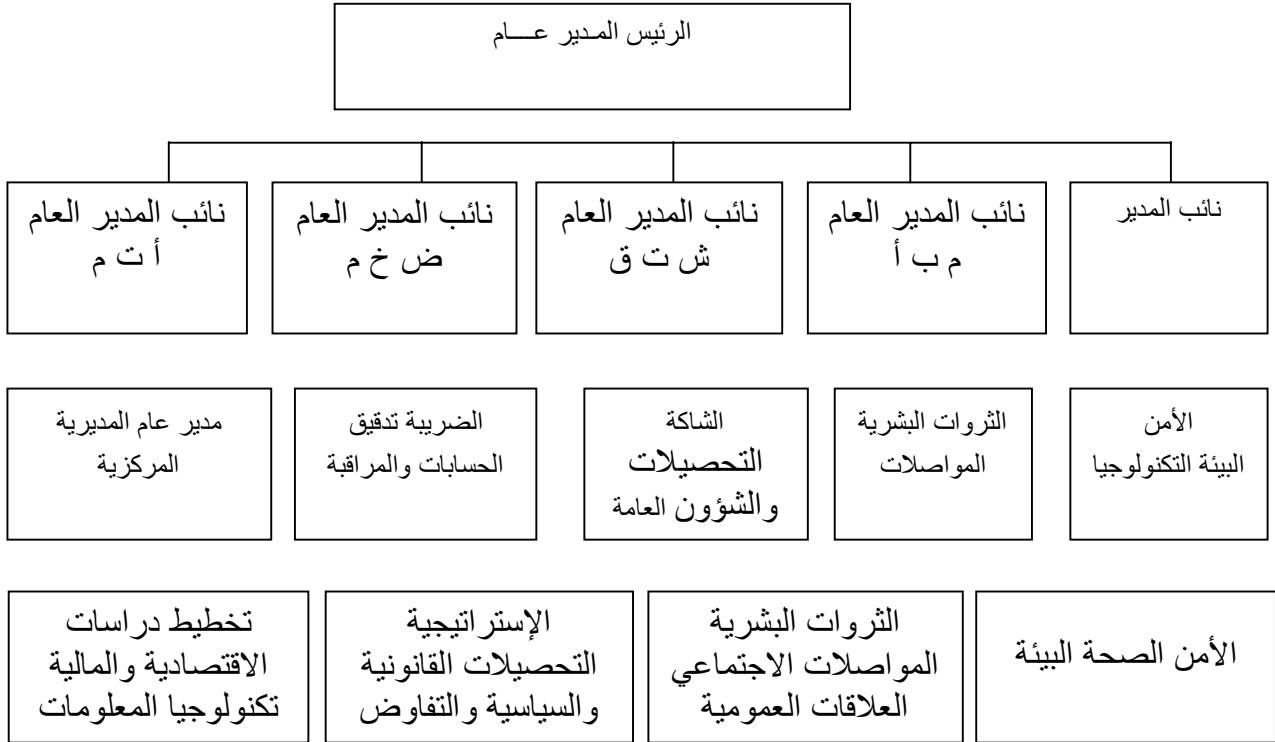 الرئيس المدير عــــام
نائب المدير
نائب المدير العام
م ب أ
نائب المدير العام
ش ت ق
نائب المدير العام
ض خ م
نائب المدير العام
أ ت م
الأمن
البيئة التكنولوجيا
الثروات البشرية
المواصلات
الشاكة
التحصيلات
والشؤون العامة
الضريبة تدقيق
الحسابات والمراقبة
مدير عام المديرية
المركزية
الأمن الصحة البيئة
الثروات البشرية
المواصلات الاجتماعي
العلاقات العمومية
الإستراتيجية
التحصيلات القانونية
والسياسية والتفاوض
تخطيط دراسات
الاقتصادية والمالية
تكنولوجيا المعلومات